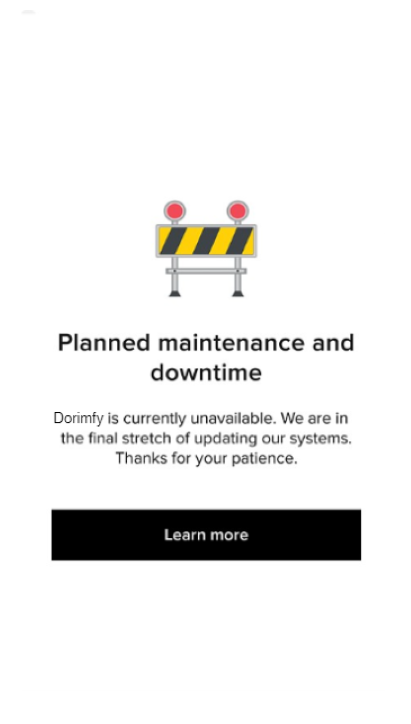 Planned maintenance and
downtime
Dorimfy is currently unavailable. We are in
the final stretch of updating our systems.
Thanks for your patience.
Learn more